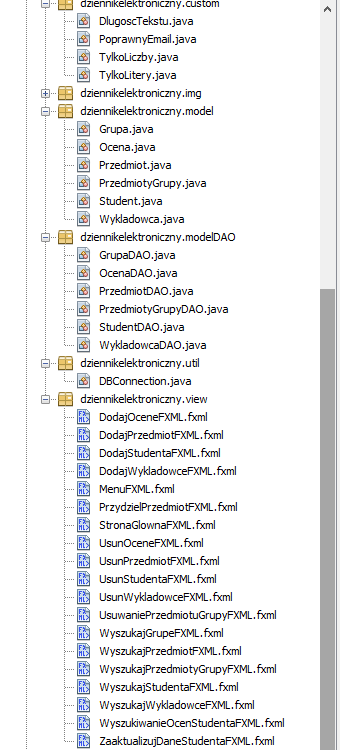 dziennikelektroniczny.custom
DlugoscTekstu.java
PoprawnyEmail.java
TylkoLiczby.java
TylkoLitery.java
dziennikelektroniczny.img
dziennikelektroniczny.model
Grupa.java
Ocena.java
Przedmiot.java
PrzedmiotyGrupy.java
Student.java
Wykladowca.java
dziennikelektroniczny.modelDAO
GrupaDAO.java
OcenaDAO.java
PrzedmiotDAO.java
PrzedmiotyGrupyDAO.java
StudentDAO.java
WykladowcaDAO.java
dziennikelektroniczny.util
DBConnection.java
dziennikelektroniczny.view
DodajOceneFXML.fxml
DodajPrzedmiotFXML.fxml
DodajStudentaFXML.fxml
DodajWykladowceFXML.fxml
MenuFXML.fxml
PrzydzielPrzedmiotFXML.fxml
StronaGlownaFXML.fxml
UsunOceneFXML.fxml
UsunPrzedmiotFXML.fxml
UsunStudentaFXML.fxml
UsunWykladowceFXML.fxml
UsuwaniePrzedmiotuGrupyFXML.fxml
WyszukajGrupeFXML.fxml
WyszukajPrzedmiotFXML.fxml
WyszukajPrzedmiotyGrupyFXML.fxml
WyszukajStudentaFXML.fxml
WyszukajWykladowceFXML.fxml
WyszukiwanieOcenStudentaFXML.fxml
ZaaktualizujDaneStudentaFXML.fxml